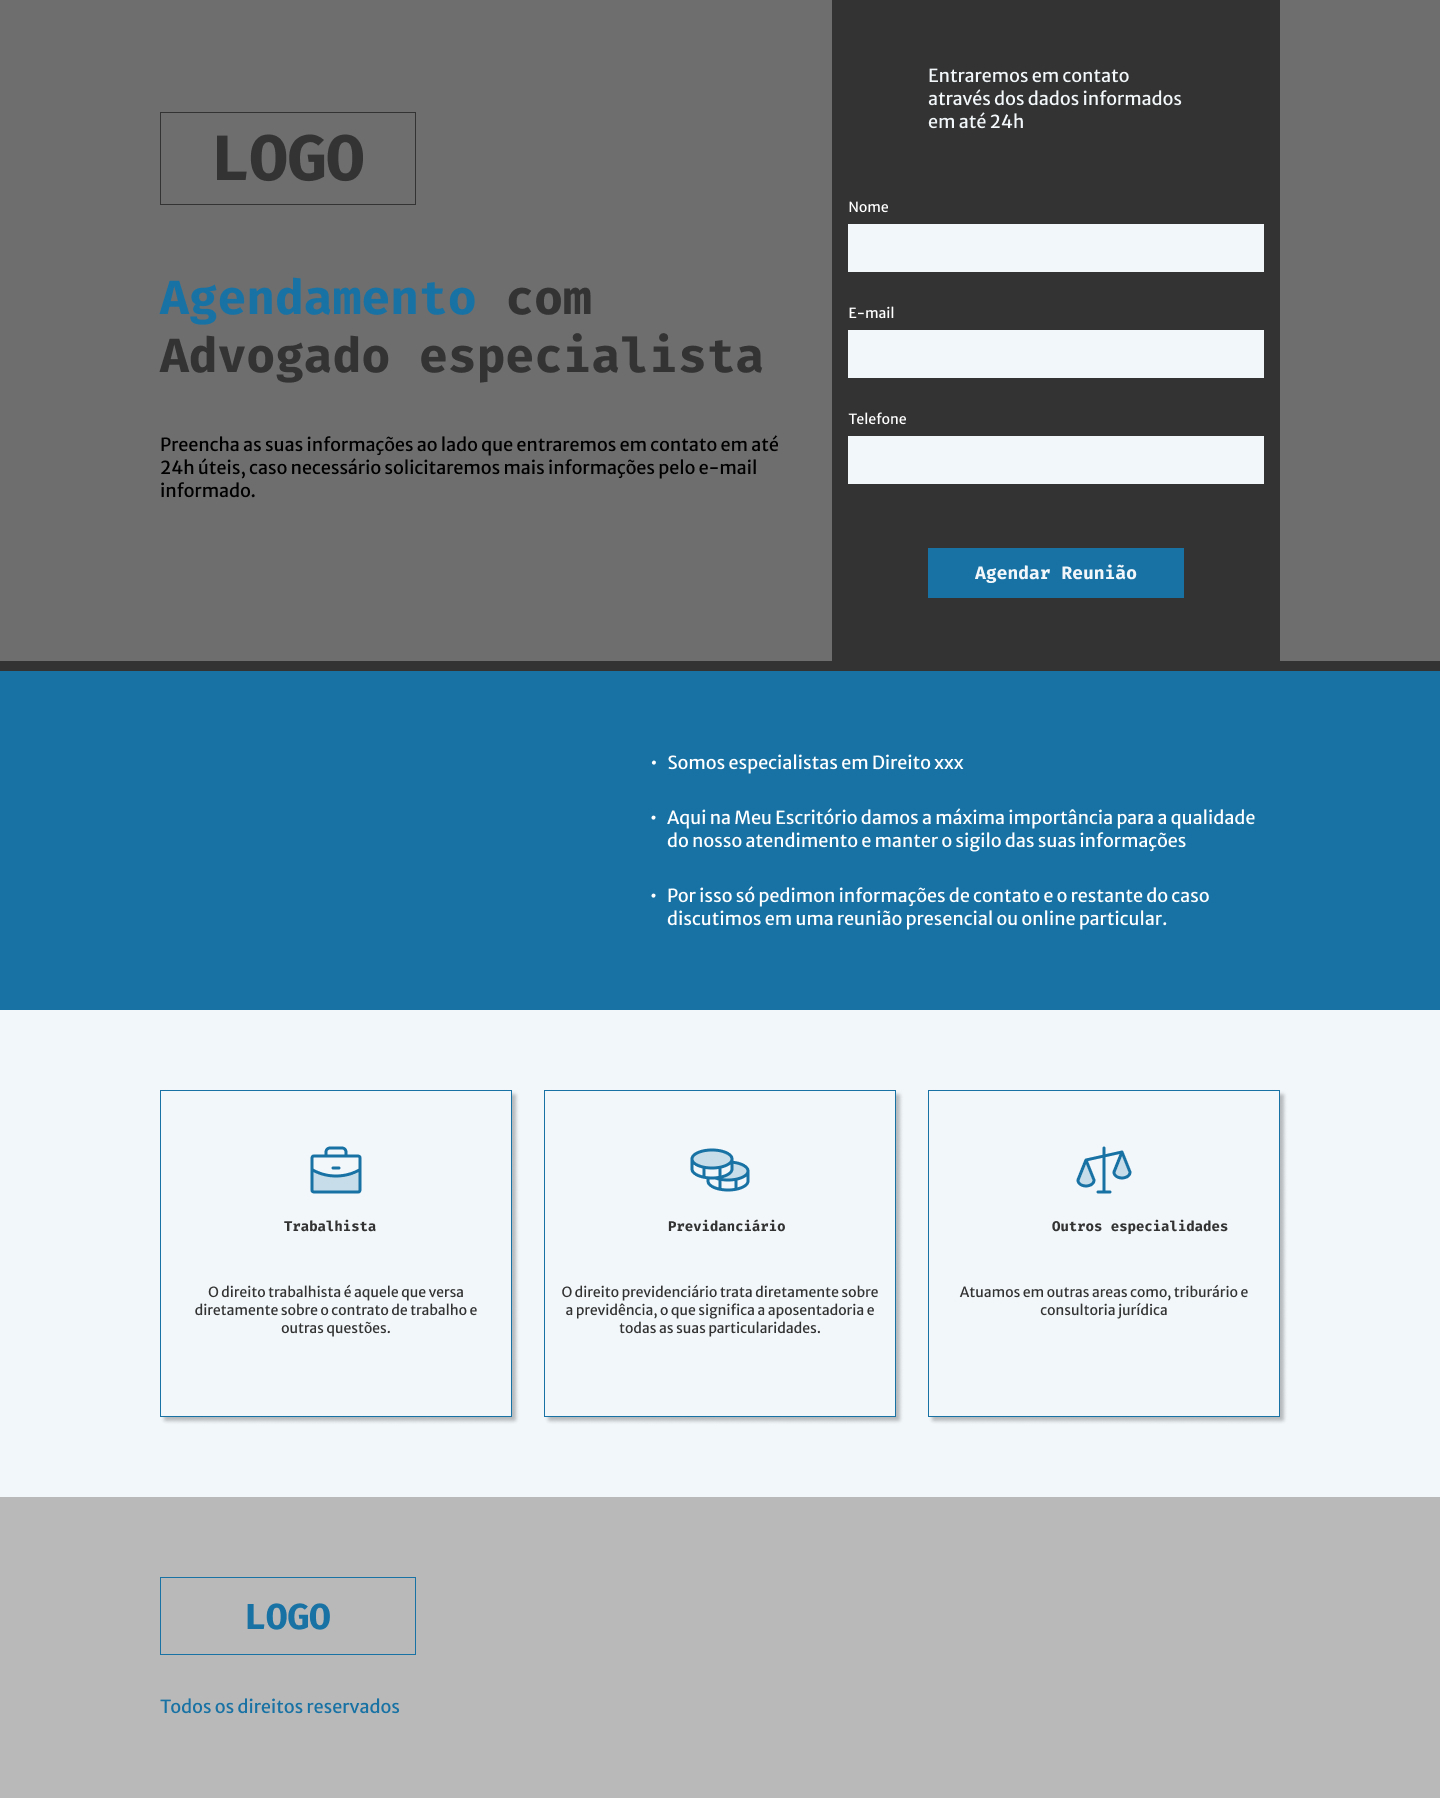 LOGO
Agendamento com
Advogado especialista
Preencha as suas informações ao lado que entraremos em contato em até
24h úteis, caso necessário solicitaremos mais informações pelo e-mail
informado.
Entraremos em contato
através dos dados informados
em até 24h
Nome
E-mail
Telefone
Agendar Reunião
• Somos especialistas em Direito xxx
• Aqui na Meu Escritório damos a máxima importância para a qualidade
do nosso atendimento e manter o sigilo das suas informações
• Por isso só pedimon informações de contato e o restante do caso
discutimos em uma reunião presencial ou online particular.
Trabalhista
O direito trabalhista é aquele que versa
diretamente sobre o contrato de trabalho e
outras questões.
Previdanciário
O direito previdenciário trata diretamente sobre
a previdência, o que significa a aposentadoria e
todas as suas particularidades.
Outros especialidades
Atuamos em outras areas como, triburário e
consultoria jurídica
LOGO
Todos os direitos reservados